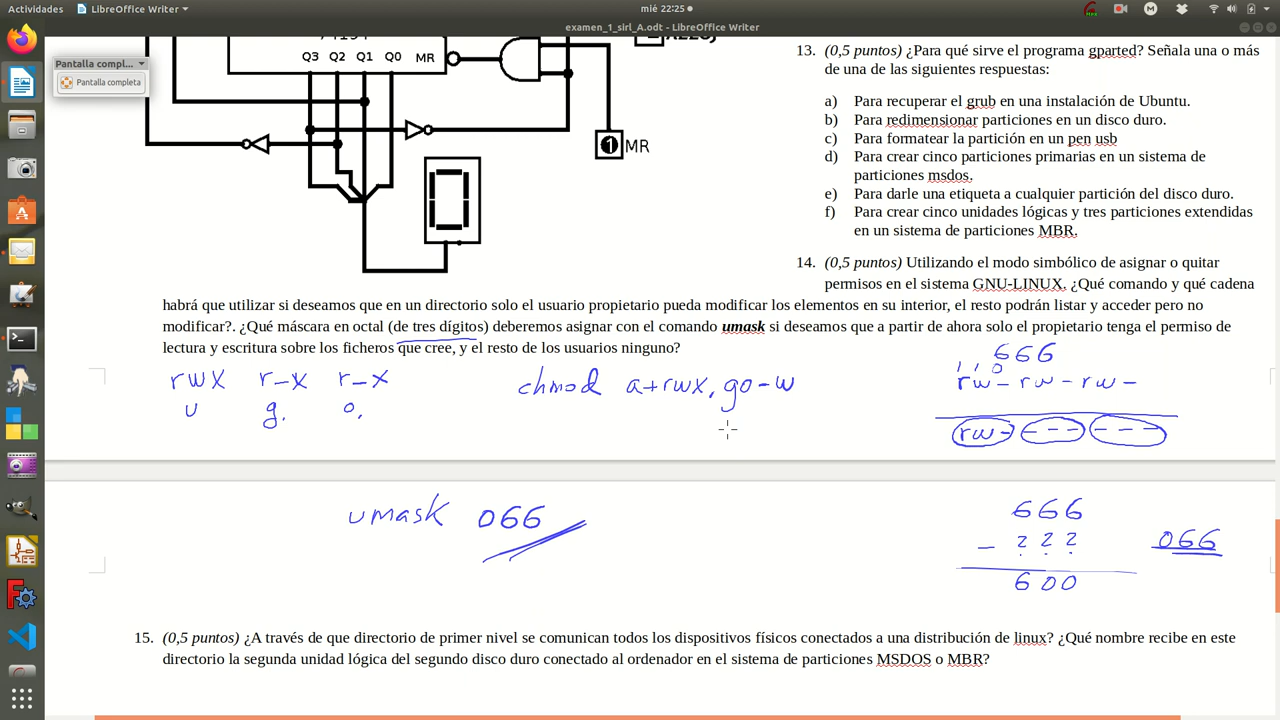 Actividades
LibreOffice Writer
mié 22:25
examen_1_sirl_A.odt - LibreOffice Writer
Pantalla compl...
Pantalla completa
Q3 Q2 Q1 Q0 MR
1 MR
13. (0,5 puntos) ¿Para qué sirve el programa gparted? Señala una o más
de una de las siguientes respuestas:
a) Para recuperar el grub en una instalación de Ubuntu.
b) Para redimensionar particiones en un disco duro.
c) Para formatear la partición en un pen usb
d) Para crear cinco particiones primarias en un sistema de
particiones msdos.
e) Para darle una etiqueta a cualquier partición del disco duro.
f) Para crear cinco unidades lógicas y tres particiones extendidas
en un sistema de particiones MBR.
14. (0,5 puntos) Utilizando el modo simbólico de asignar o quitar
permisos en el sistema GNU-LINUX. ¿Qué comando y qué cadena
habrá que utilizar si deseamos que en un directorio solo el usuario propietario pueda modificar los elementos en su interior, el resto podrán listar y acceder pero no
modificar?. ¿Qué máscara en octal (de tres dígitos) deberemos asignar con el comando umask si deseamos que a partir de ahora solo el propietario tenga el permiso de
lectura y escritura sobre los ficheros que cree, y el resto de los usuarios ninguno?
666
1 1 0
rwx r-x r-x chmod a+rwx, go-w rw- rw- rw-
u g. o.
rw- --- ---
umask 066
666
- 222 066
600
15. (0,5 puntos) ¿A través de que directorio de primer nivel se comunican todos los dispositivos físicos conectados a una distribución de linux? ¿Qué nombre recibe en este
directorio la segunda unidad lógica del segundo disco duro conectado al ordenador en el sistema de particiones MSDOS o MBR?